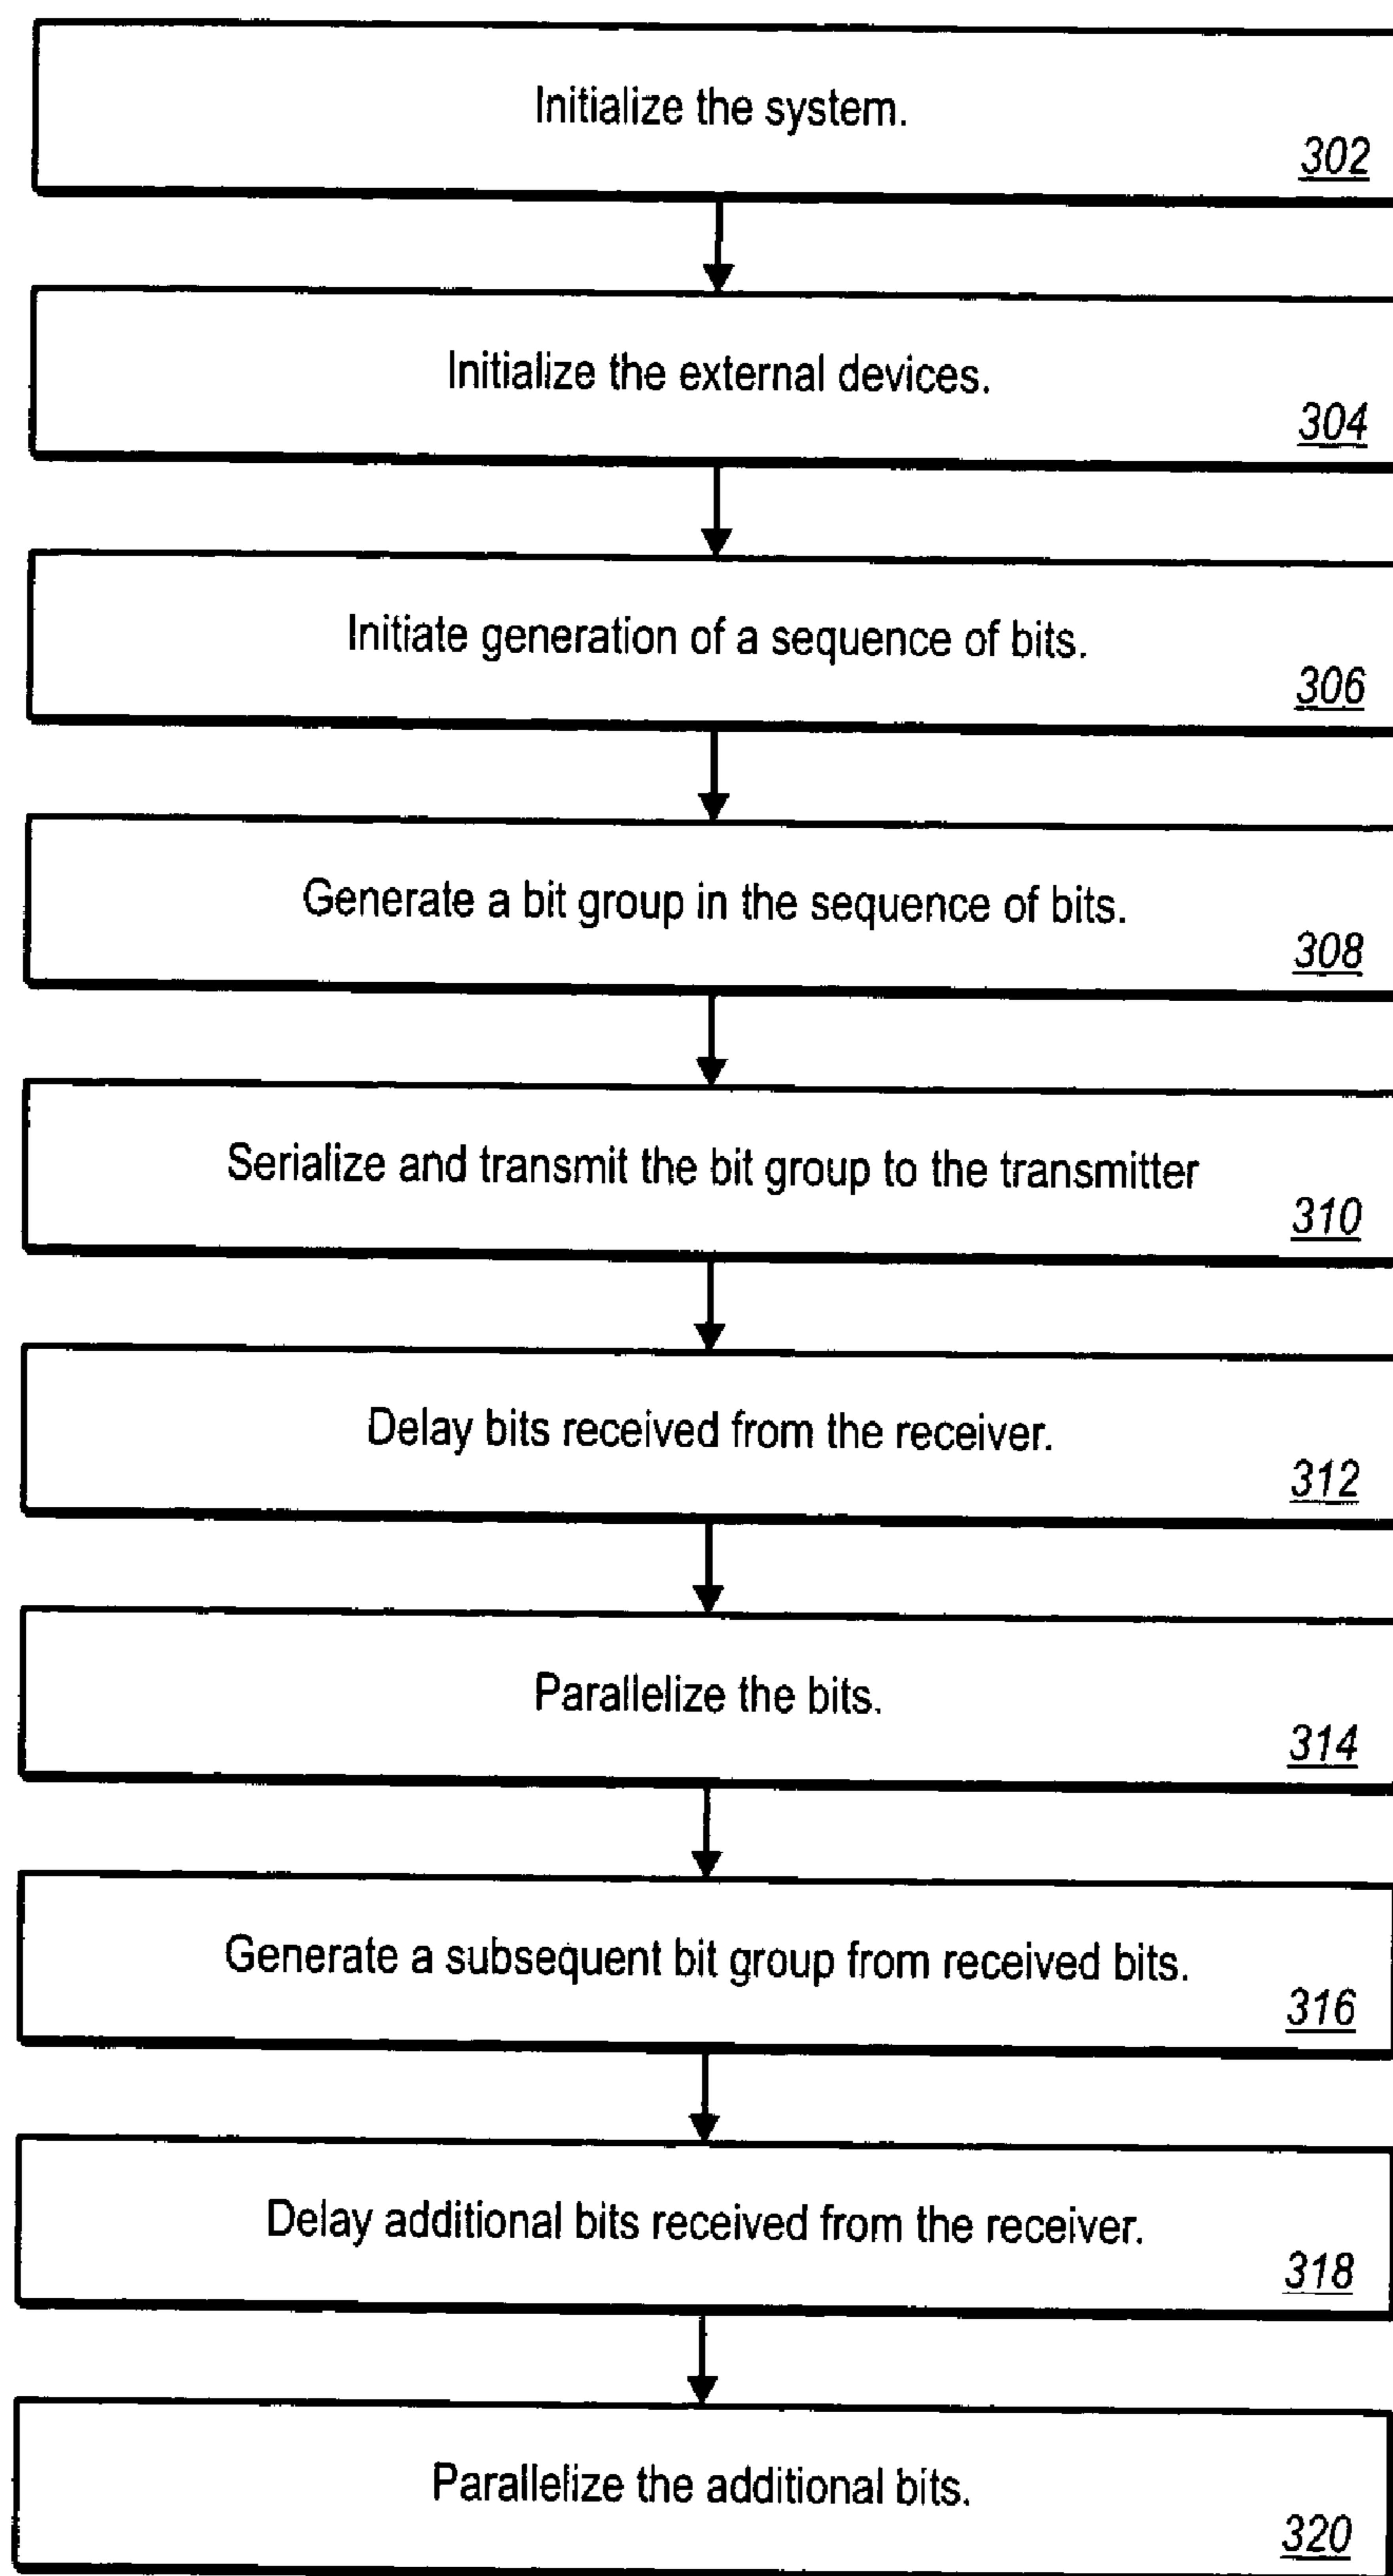 Initialize the system.
302
Initialize the external devices.
304
Initiate generation of a sequence of bits.
306
Generate a bit group in the sequence of bits.
308
Serialize and transmit the bit group to the transmitter
310
Delay bits received from the receiver.
312
Parallelize the bits.
314
Generate a subsequent bit group from received bits.
316
Delay additional bits received from the receiver.
318
Parallelize the additional bits.
320